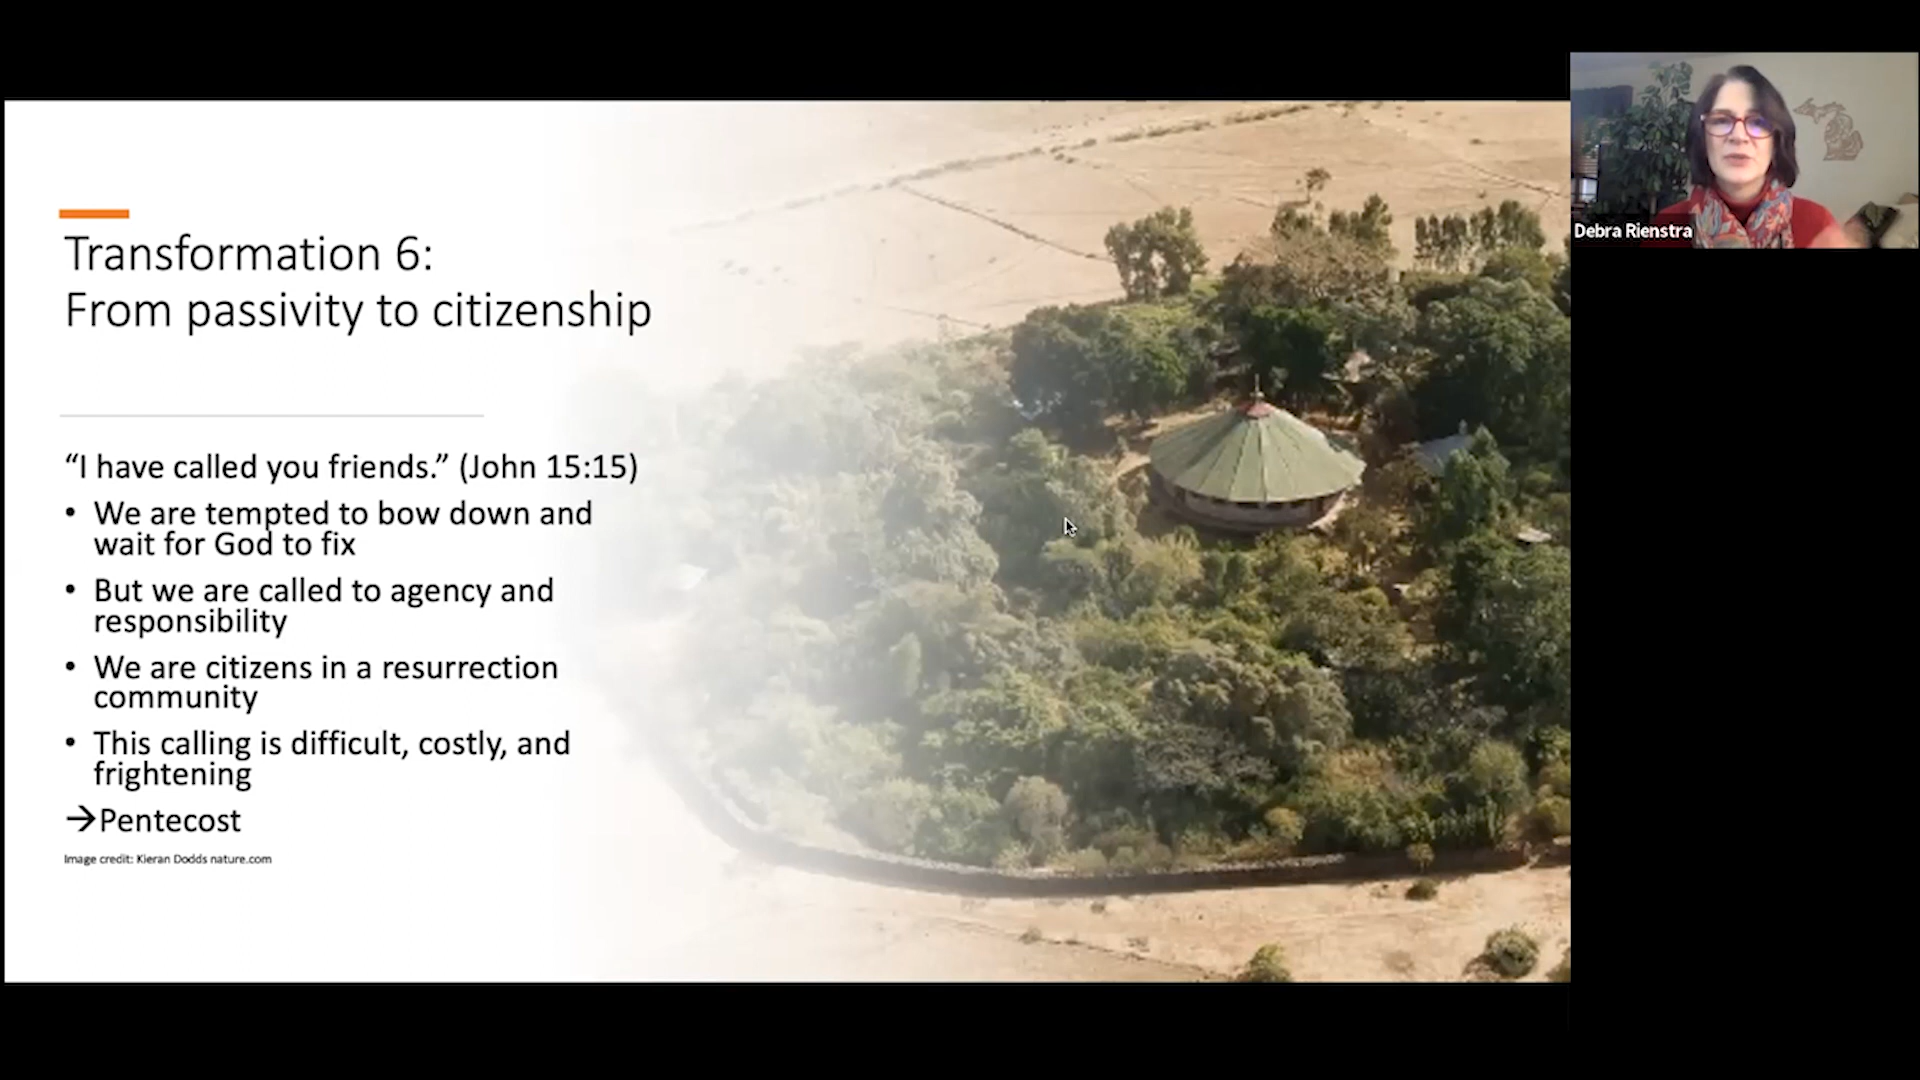 Transformation 6:
From passivity to citizenship
“I have called you friends.” (John 15:15)
• We are tempted to bow down and
wait for God to fix
• But we are called to agency and
responsibility
• We are citizens in a resurrection
community
• This calling is difficult, costly, and
frightening
→Pentecost
Image credit: Kieran Dodds nature.com
Debra Rienstra